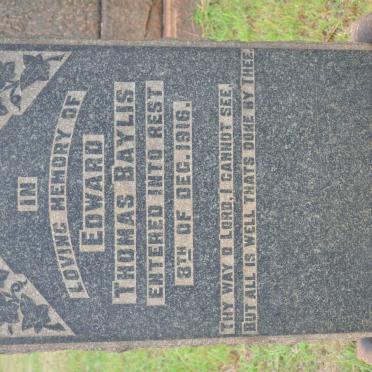 IN
LOVING MEMORY OF
EDWARD
THOMAS BAYLIS
ENTERED INTO REST
8TH OF DEC. 1916.
THY WAY O LORD, I CANNOT SEE,
BUT ALL IS WELL THATS DONE BY THEE.